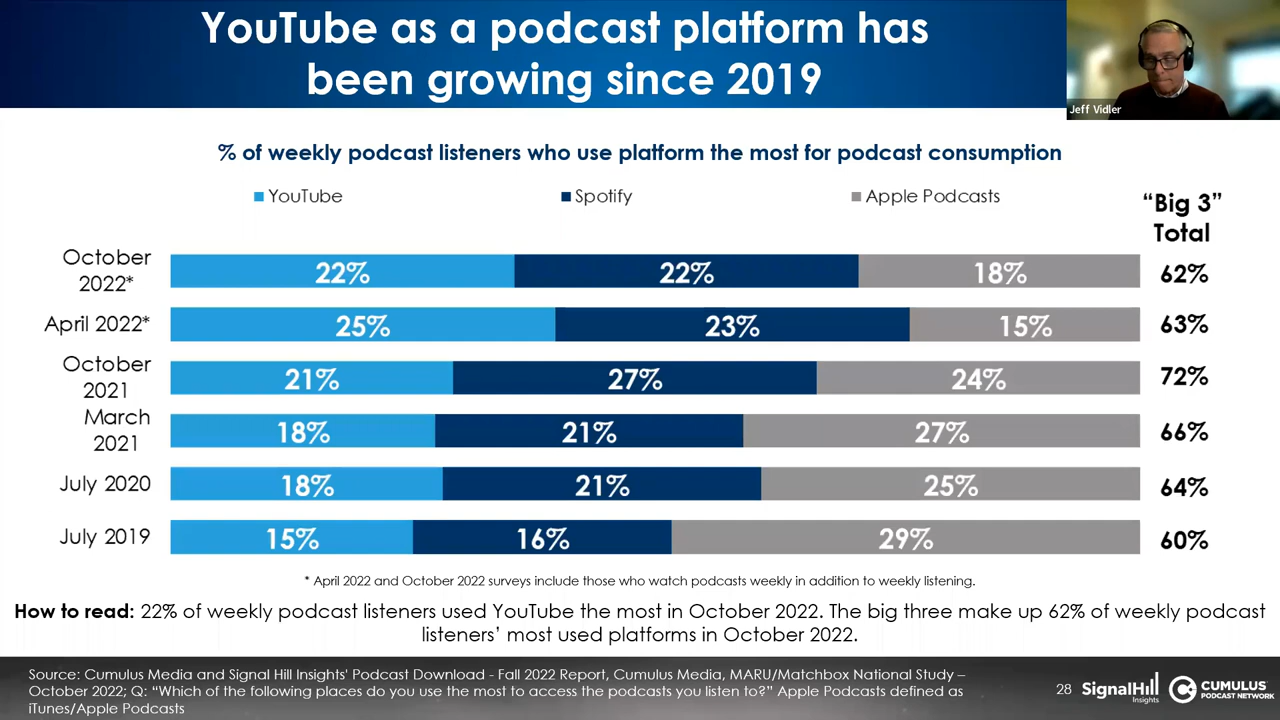 YouTube as a podcast platform has
been growing since 2019
Jeff Vidler
% of weekly podcast listeners who use platform the most for podcast consumption
YouTube
Spotify
Apple Podcasts
“Big 3”
Total
October
2022*
22%
22%
18%
62%
April 2022*
25%
23%
15%
63%
October
2021
21%
27%
24%
72%
March
2021
18%
21%
27%
66%
July 2020
18%
21%
25%
64%
July 2019
15%
16%
29%
60%
* April 2022 and October 2022 surveys include those who watch podcasts weekly in addition to weekly listening.
How to read: 22% of weekly podcast listeners used YouTube the most in October 2022. The big three make up 62% of weekly podcast
listeners’ most used platforms in October 2022.
Source: Cumulus Media and Signal Hill Insights' Podcast Download - Fall 2022 Report, Cumulus Media, MARU/Matchbox National Study –
October 2022; Q: “Which of the following places do you use the most to access the podcasts you listen to?” Apple Podcasts defined as
iTunes/Apple Podcasts
28
SignalHill
Insights
CUMULUS
PODCAST NETWORK